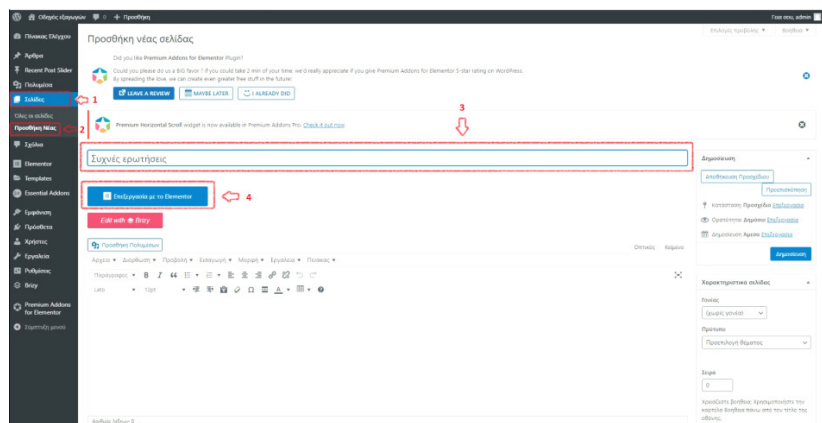 Οδηγός εξαγωγών 0 + Προσθήκη
Γεια σου, admin
Πίνακας Ελέγχου
Άρθρα
Recent Post Slider
Πολυμέσα
Σελίδες
1
Όλες οι σελίδες
Προσθήκη Νέας
2
Σχόλια
Elementor
Templates
Essential Addons
Εμφάνιση
Πρόσθετα
Χρήστες
Εργαλεία
Ρυθμίσεις
Brizy
Premium Addons
for Elementor
Σύμπτυξη μενού
Επιλογές προβολής Βοήθεια
Προσθήκη νέας σελίδας
Did you like Premium Addons for Elementor Plugin?
Could you please do us a BIG favor ? if you could take 2 min of your time, we'd really appreciate if you give Premium Addons for Elementor 5-star rating on WordPress.
By spreading the love, we can create even greater free stuff in the future!
LEAVE A REVIEW MAYBE LATER I ALREADY DID
3
Premium Horizontal Scroll widget is now available in Premium Addons Pro. Check it out now
Συχνές ερωτήσεις
Επεξεργασία με το Elementor
4
Edit with Brizy
Προσθήκη Πολυμέσων
Οπτικός Κείμενο
Αρχείο Διόρθωση Προβολή Εισαγωγή Μορφή Εργαλεία Πίνακας
Παράγραφος B I
Lato 12pt Ω A
Αριθμός λέξεων: 0
Δημοσίευση
Αποθήκευση Προσχεδίου
Προεπισκόπηση
Κατάσταση: Προσχέδιο Επεξεργασία
Ορατότητα: Δημόσιο Επεξεργασία
Δημοσίευση Άμεσα Επεξεργασία
Δημοσίευση
Χαρακτηριστικά σελίδας
Γονέας
(χωρίς γονέα)
Πρότυπο
Προεπιλογή θέματος
Σειρά
0
Χρειάζεστε βοήθεια; Χρησιμοποιήστε την
καρτέλα Βοήθεια πάνω από τον τίτλο της
οθόνης.